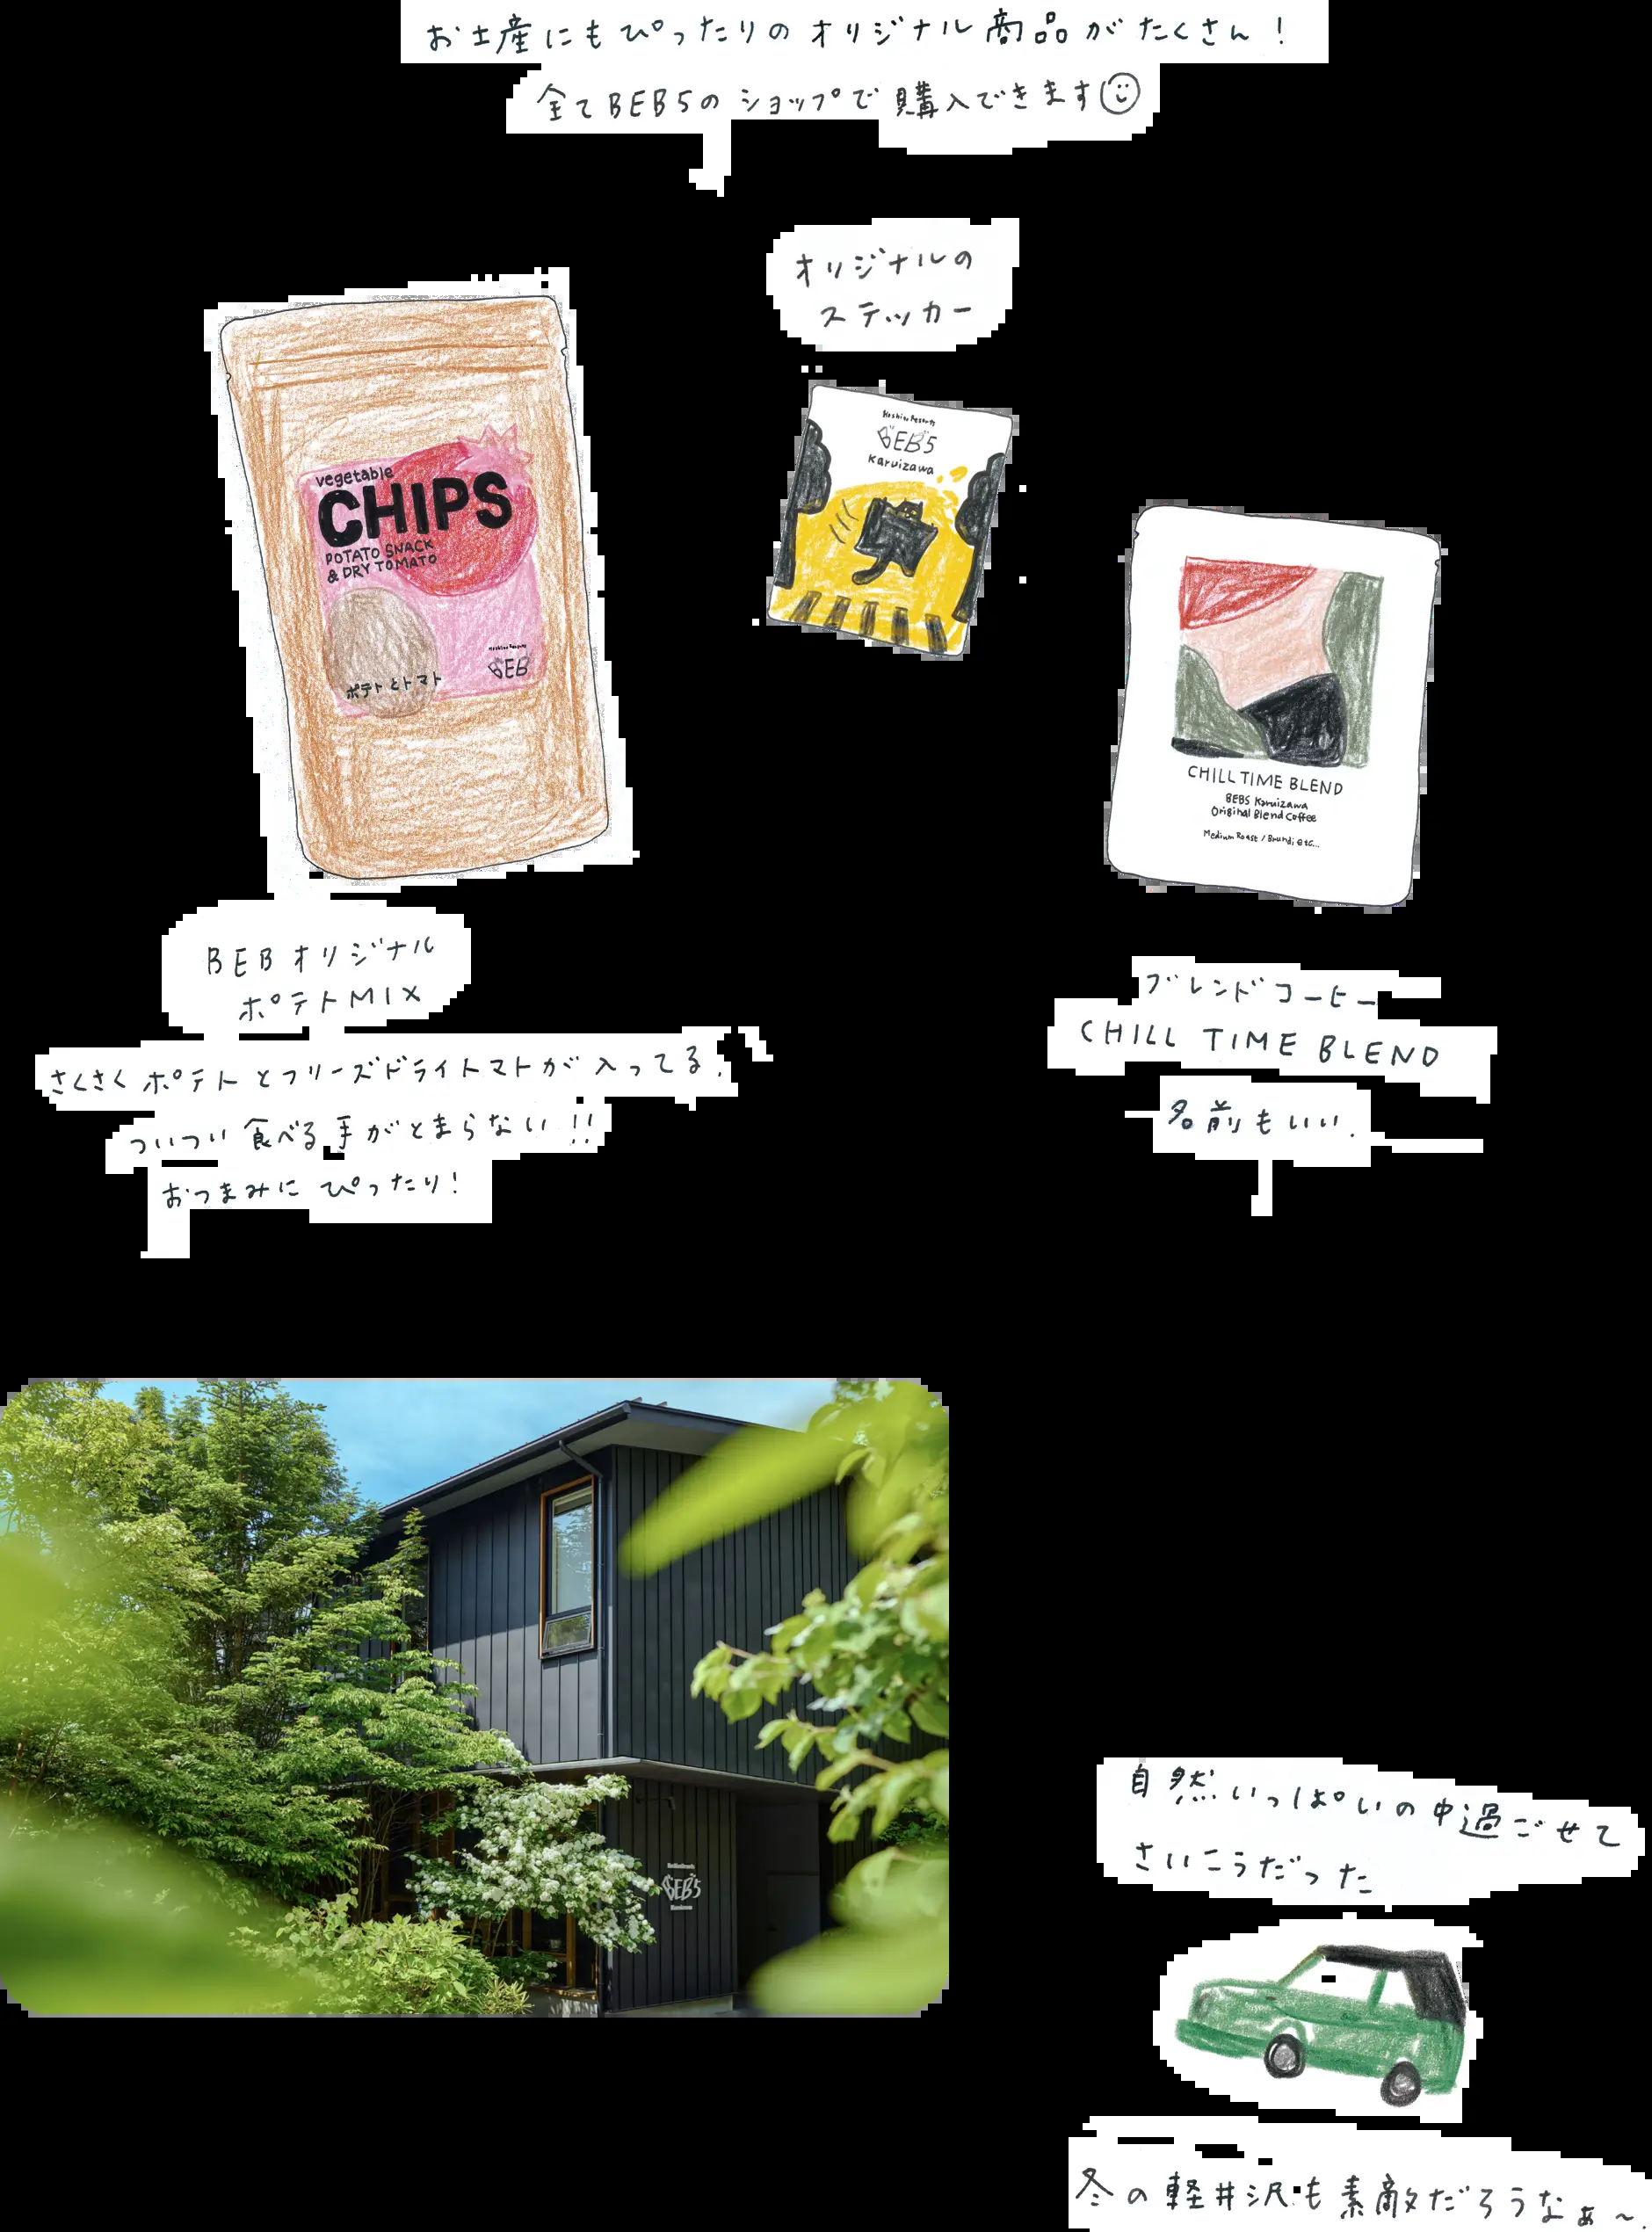 お土産にもぴったりのオリジナル商品がたくさん!
全てBEB5のショップで購入できます
オリジナルの
ステッカー
Hoshino Resorts
BEB5
Karuizawa
vegetable
CHIPS
POTATO SNACK
& DRY TOMATO
Hoshino Resorts
BEB
ポテトとトマト
CHILL TIME BLEND
BEB5 Karuizawa
Original Blend Coffee
Medium Roast / Brundi etc...
BEBオリジナル
ポテトMIX
さくさくポテトとフリーズドライトマトが入ってる.
ついつい食べる手がとまらない!!
おつまみにぴったり!
ブレンドコーヒー
CHILL TIME BLEND
名前もいい.
BEB5
自然いっぱいの中過ごせて
さいこうだった
冬の軽井沢も素敵だろうなぁ〜.